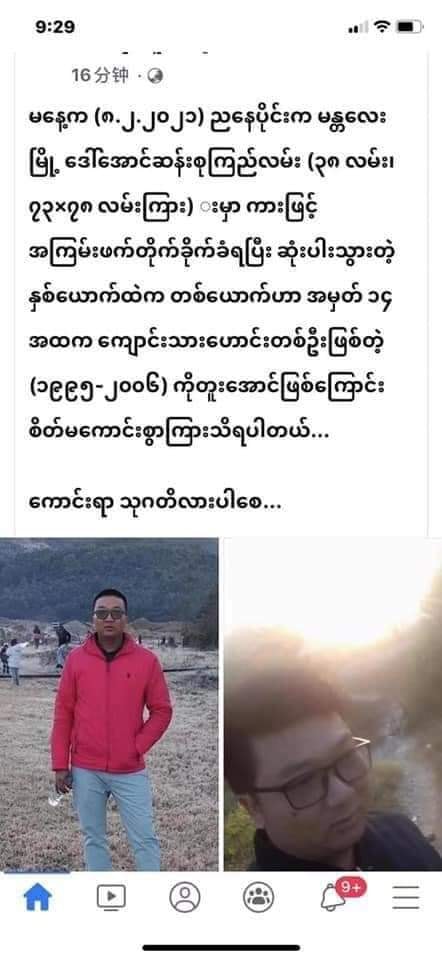 9:29
16分钟 ·
မနေ့က (၈.၂.၂၀၂၁) ညနေပိုင်းက မန္တလေး
မြို့ ဒေါ်အောင်ဆန်းစုကြည်လမ်း (၃၈ လမ်း၊
၇၃×၇၈ လမ်းကြား) းမှာ ကားဖြင့်
အကြမ်းဖက်တိုက်ခိုက်ခံရပြီး ဆုံးပါးသွားတဲ့
နှစ်ယောက်ထဲက တစ်ယောက်ဟာ အမှတ် ၁၄
အထက ကျောင်းသားဟောင်းတစ်ဦးဖြစ်တဲ့
(၁၉၉၅-၂၀၀၆) ကိုတူးအောင်ဖြစ်ကြောင်း
စိတ်မကောင်းစွာကြားသိရပါတယ်...
ကောင်းရာ သုဂတိလားပါစေ...
9+